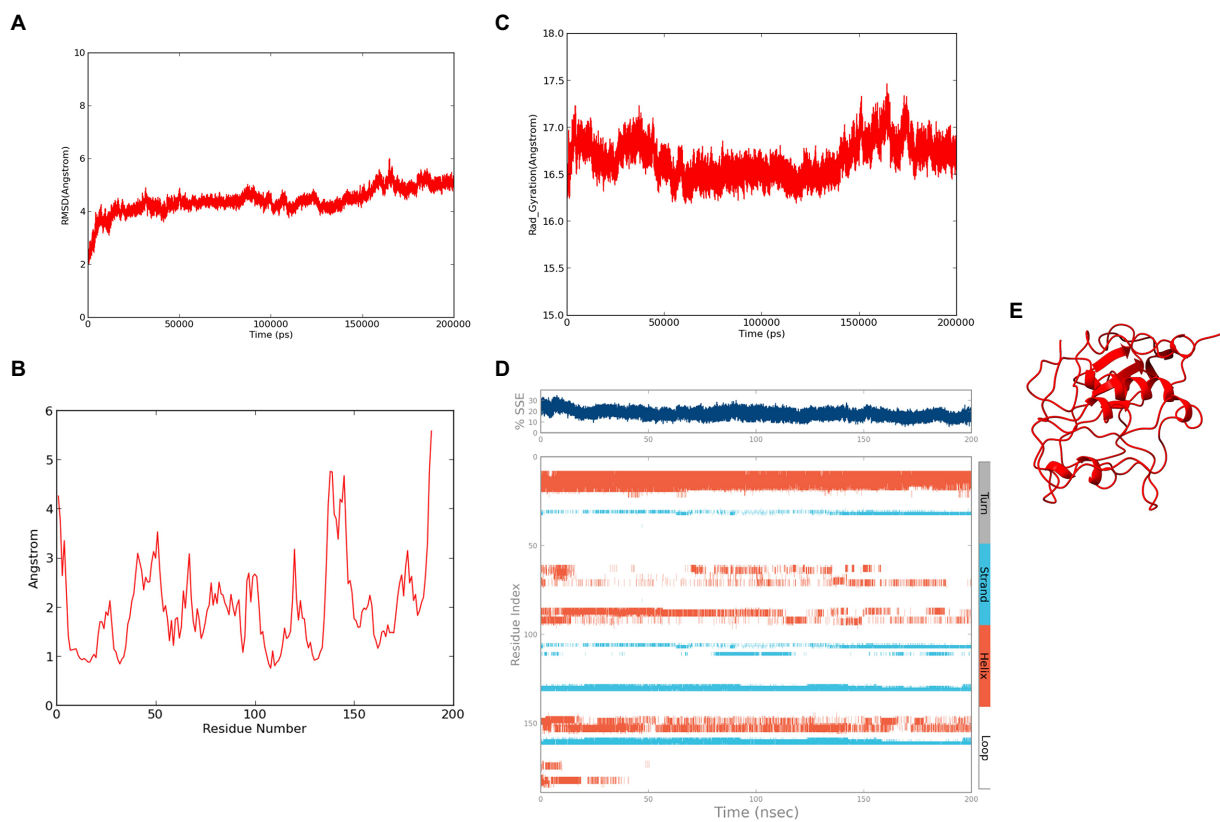 A
10
8
6
4
2
0
RMSD(Angstrom)
0 50000 100000 150000 200000
Time (ps)
B
6
5
4
3
2
1
0
Angstrom
0 50 100 150 200
Residue Number
C
18.0
17.5
17.0
16.5
16.0
15.5
15.0
Rad_Gyration(Angstrom)
0 50000 100000 150000 200000
Time (ps)
D
% SSE
30
20
10
0
0 50 100 150 200
Residue Index
0
50
100
150
0 50 100 150 200
Time (nsec)
Turn
Strand
Helix
Loop
E